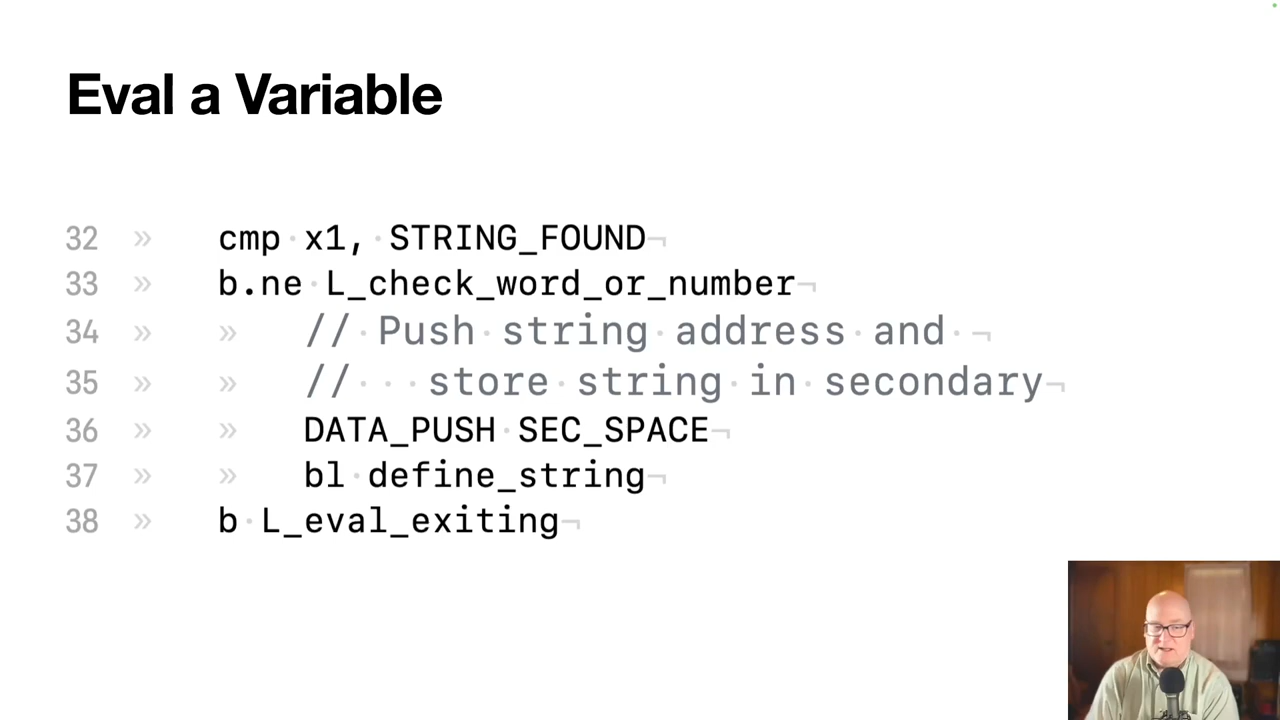 Eval a Variable
32 » cmp·x1,·STRING_FOUND¬
33 » b.ne·L_check_word_or_number¬
34 » » //·Push·string·address·and·¬
35 » » //···store·string·in·secondary¬
36 » » DATA_PUSH·SEC_SPACE¬
37 » » bl·define_string¬
38 » b·L_eval_exiting¬